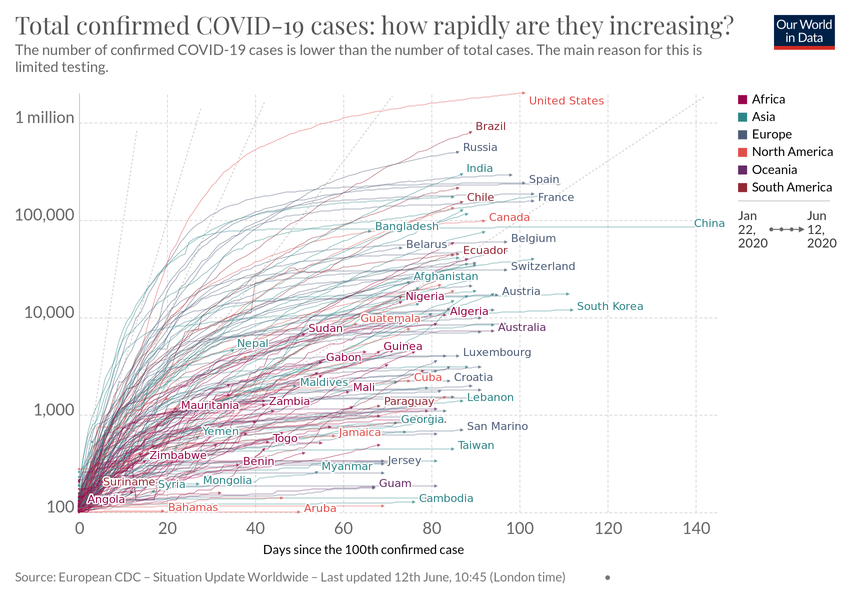 Total confirmed COVID-19 cases: how rapidly are they increasing?
Our World
in Data
The number of confirmed COVID-19 cases is lower than the number of total cases. The main reason for this is
limited testing.
1 million
100,000
10,000
1,000
100
United States
Brazil
Russia
India
Spain
Chile
France
Canada
China
Bangladesh
Belarus
Belgium
Ecuador
Switzerland
Afghanistan
Nigeria
Austria
South Korea
Algeria
Guatemala
Sudan
Australia
Nepal
Guinea
Gabon
Luxembourg
Maldives
Mali
Cuba
Croatia
Mauritania
Zambia
Paraguay
Lebanon
Georgia
Yemen
Togo
Jamaica
San Marino
Taiwan
Zimbabwe
Benin
Myanmar
Jersey
Suriname
Syria
Mongolia
Guam
Angola
Cambodia
Bahamas
Aruba
0 20 40 60 80 100 120 140
Days since the 100th confirmed case
Africa
Asia
Europe
North America
Oceania
South America
Jan
22,
2020
Jun
12,
2020
Source: European CDC – Situation Update Worldwide – Last updated 12th June, 10:45 (London time)